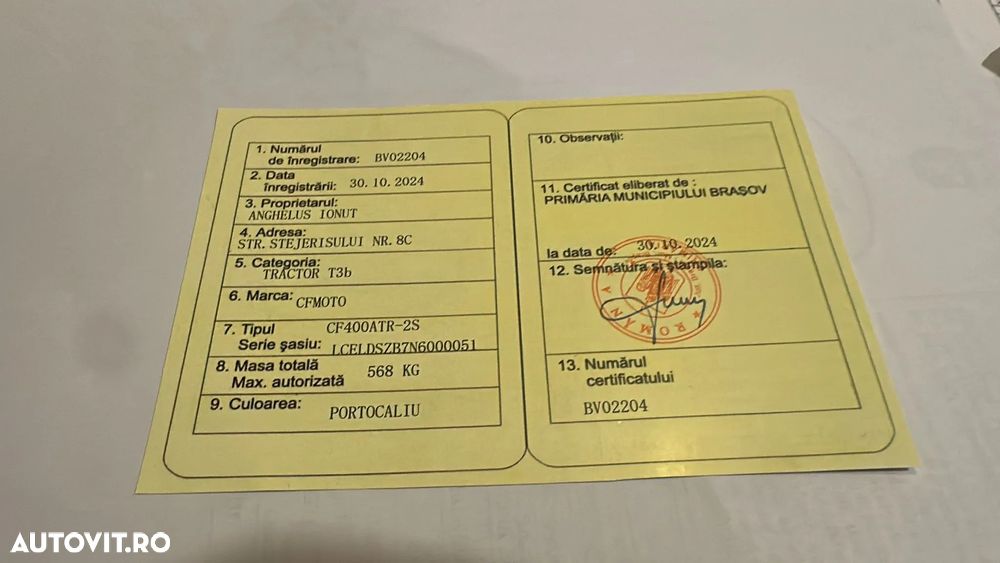 1. Numărul
de înregistrare: BV02204
2. Data
înregistrării: 30.10.2024
3. Proprietarul:
ANGHELUS IONUT
4. Adresa:
STR. STEJERISULUI NR. 8C
5. Categoria:
TRACTOR T3b
6. Marca: CFMOTO
7. Tipul CF400ATR-2S
Serie şasiu: LCELDSZB7N6000051
8. Masa totală 568 KG
Max. autorizată
9. Culoarea: PORTOCALIU
10. Observaţii:
11. Certificat eliberat de :
PRIMĂRIA MUNICIPIULUI BRAŞOV
la data de: 30.10.2024
12. Semnătura şi ştampila:
ROMÂNIA
13. Numărul
certificatului
BV02204
AUTOVIT.RO